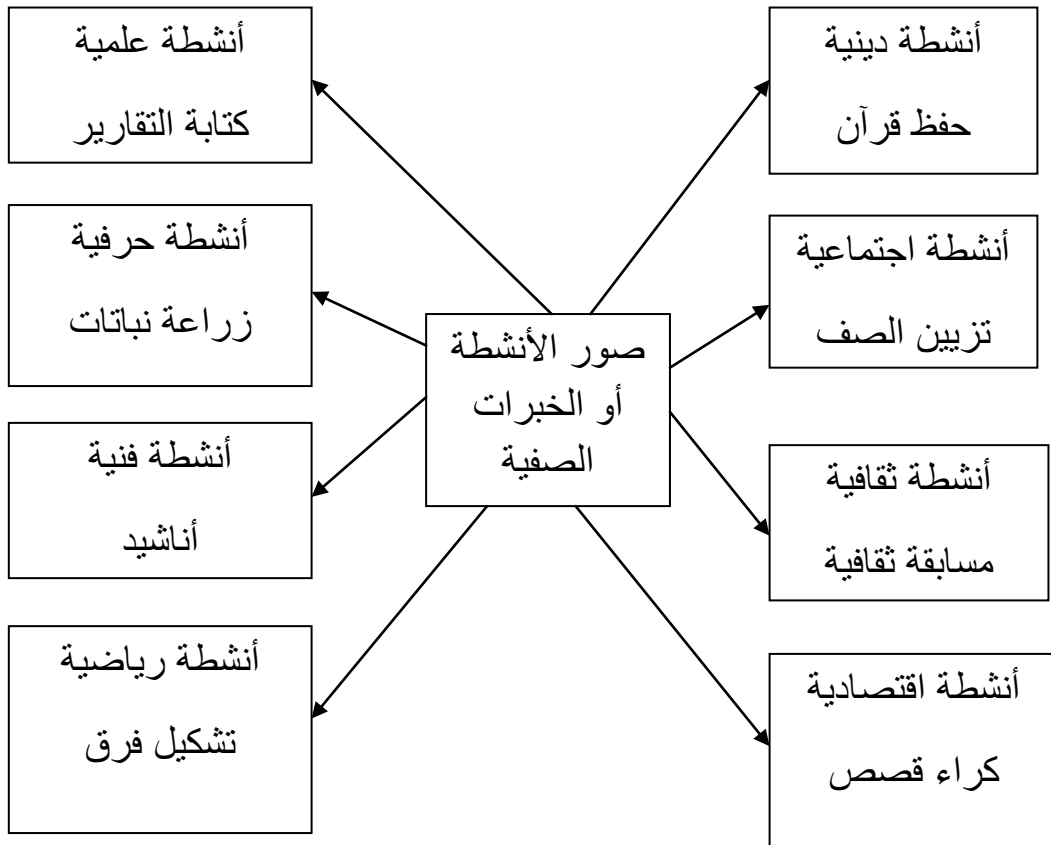 أنشطة دينية
حفظ قرآن
أنشطة علمية
كتابة التقارير
أنشطة اجتماعية
تزيين الصف
أنشطة حرفية
زراعة نباتات
صور الأنشطة
أو الخبرات
الصفية
أنشطة ثقافية
مسابقة ثقافية
أنشطة فنية
أناشيد
أنشطة اقتصادية
كراء قصص
أنشطة رياضية
تشكيل فرق